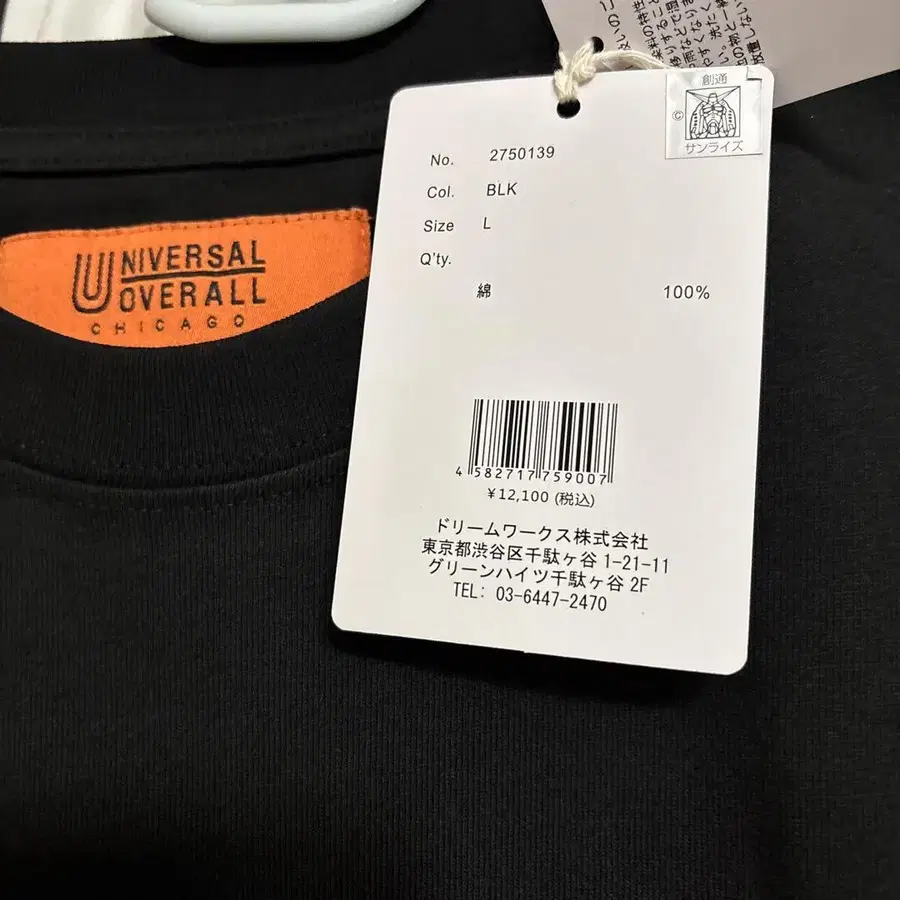 創通
©
サンライズ
No. 2750139
Col. BLK
Size L
Q'ty.
綿 100%
UNIVERSAL
OVERALL
CHICAGO
4 582717 759007
¥12,100 (税込)
ドリームワークス株式会社
東京都渋谷区千駄ヶ谷 1-21-11
グリーンハイツ千駄ヶ谷 2F
TEL: 03-6447-2470